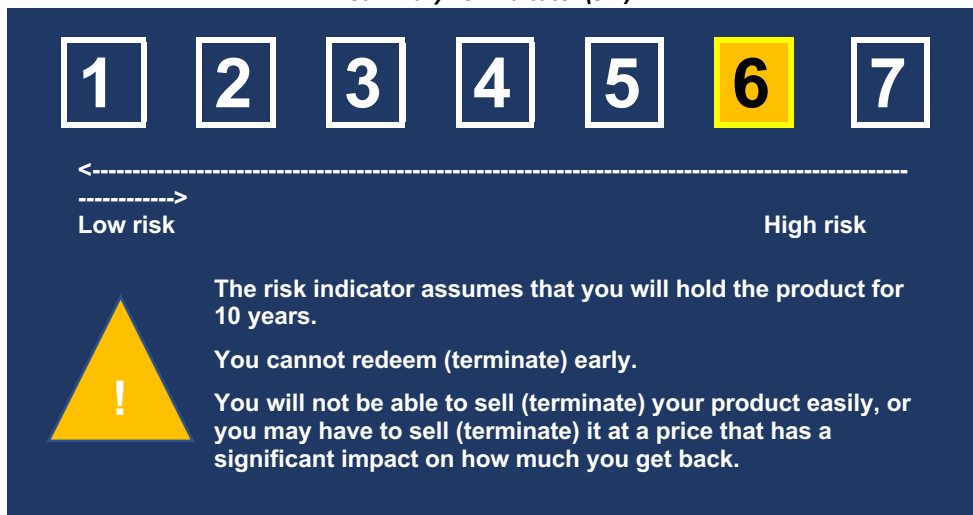 1 2 3 4 5 6 7
<-----------------------------------------------------------------------------------------------------
------------>
Low risk High risk
The risk indicator assumes that you will hold the product for
10 years.
You cannot redeem (terminate) early.
!
You will not be able to sell (terminate) your product easily, or
you may have to sell (terminate) it at a price that has a
significant impact on how much you get back.